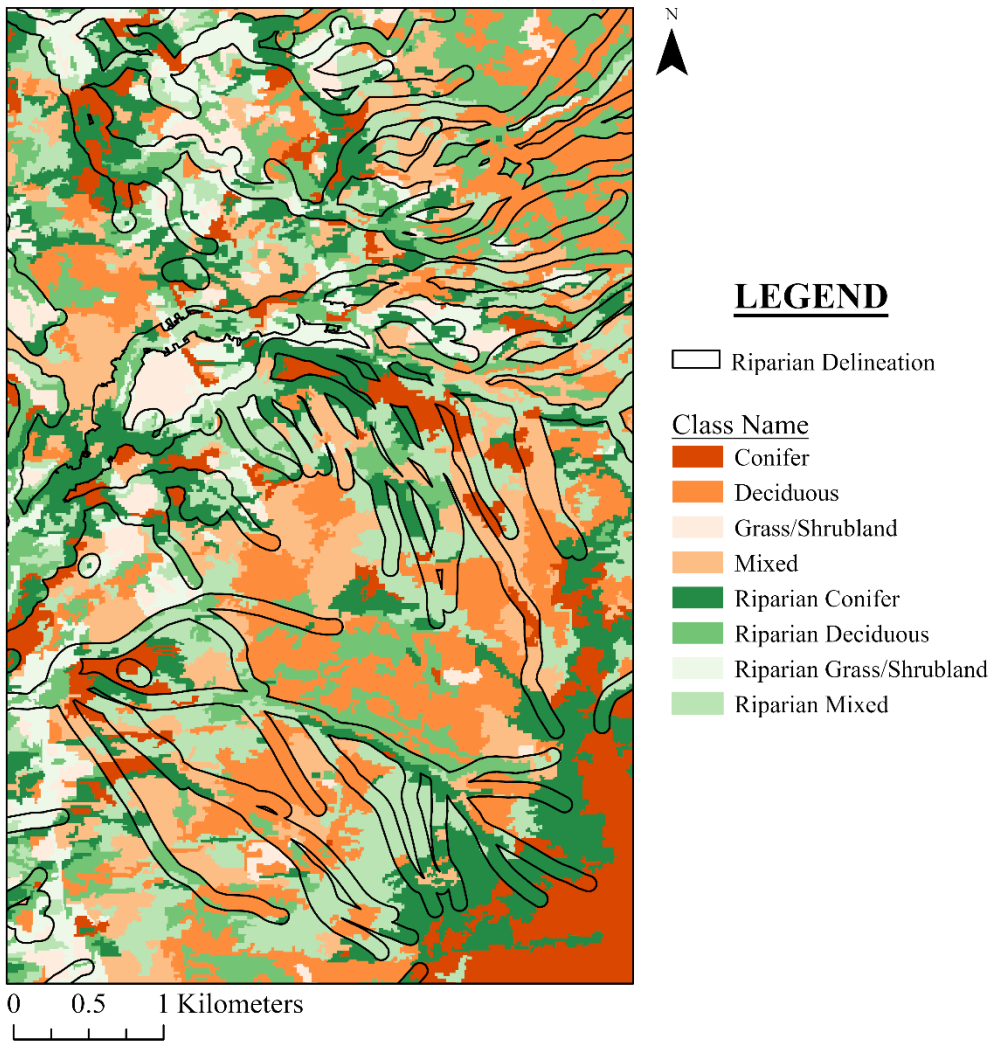 N
LEGEND
Riparian Delineation
Class Name
Conifer
Deciduous
Grass/Shrubland
Mixed
Riparian Conifer
Riparian Deciduous
Riparian Grass/Shrubland
Riparian Mixed
0 0.5 1 Kilometers